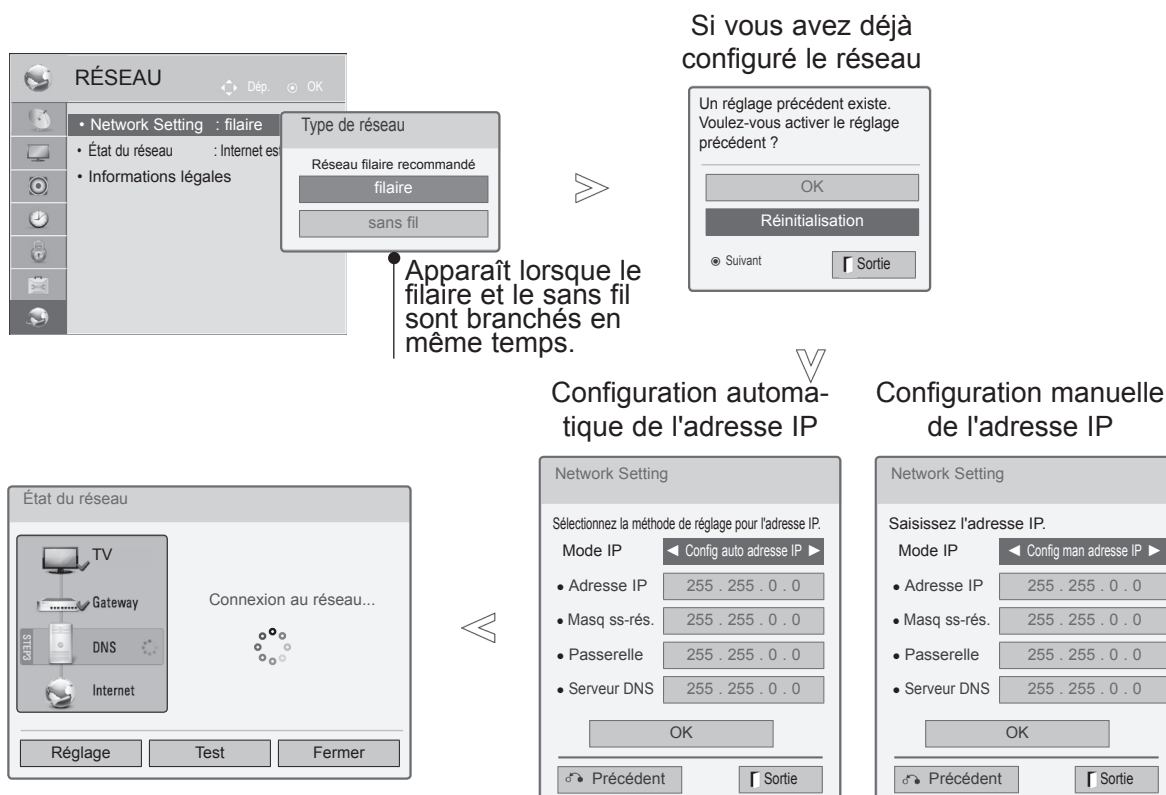 Si vous avez déjà
configuré le réseau
RÉSEAU
Dép.
OK
• Network Setting : filaire
• État du réseau : Internet est
• Informations légales
Type de réseau
Réseau filaire recommandé
filaire
sans fil
Apparaît lorsque le
filaire et le sans fil
sont branchés en
même temps.
Un réglage précédent existe.
Voulez-vous activer le réglage
précédent ?
OK
Réinitialisation
Suivant
Sortie
Configuration automa-
tique de l'adresse IP
Network Setting
Sélectionnez la méthode de réglage pour l'adresse IP.
Mode IP ◀ Config auto adresse IP ▶
• Adresse IP 255 . 255 . 0 . 0
• Masq ss-rés. 255 . 255 . 0 . 0
• Passerelle 255 . 255 . 0 . 0
• Serveur DNS 255 . 255 . 0 . 0
OK
Précédent
Sortie
Configuration manuelle
de l'adresse IP
Network Setting
Saisissez l'adresse IP.
Mode IP ◀ Config man adresse IP ▶
• Adresse IP 255 . 255 . 0 . 0
• Masq ss-rés. 255 . 255 . 0 . 0
• Passerelle 255 . 255 . 0 . 0
• Serveur DNS 255 . 255 . 0 . 0
OK
Précédent
Sortie
État du réseau
TV
Gateway
STEP3
DNS
Internet
Connexion au réseau...
Réglage
Test
Fermer